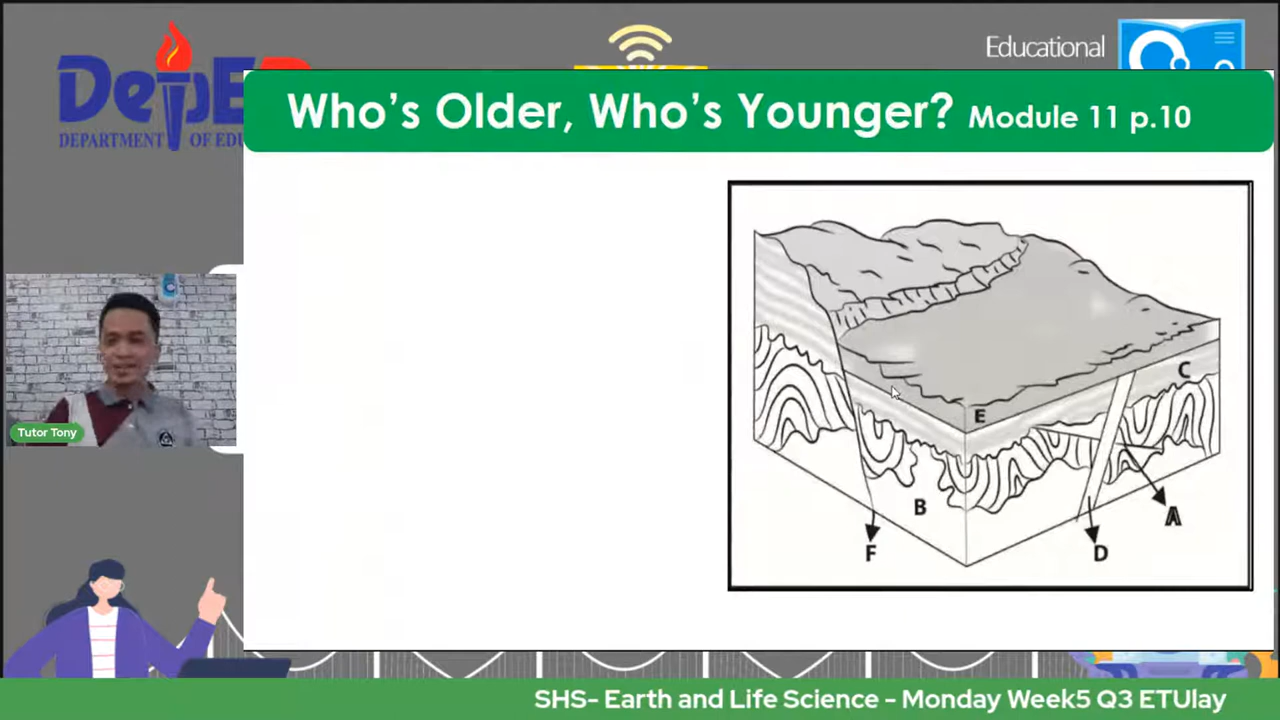 Educational
DepE
DEPARTMENT OF EDU
Who's Older, Who's Younger? Module 11 p.10
C
E
B
A
F
D
Tutor Tony
SHS- Earth and Life Science - Monday Week5 Q3 ETUlay